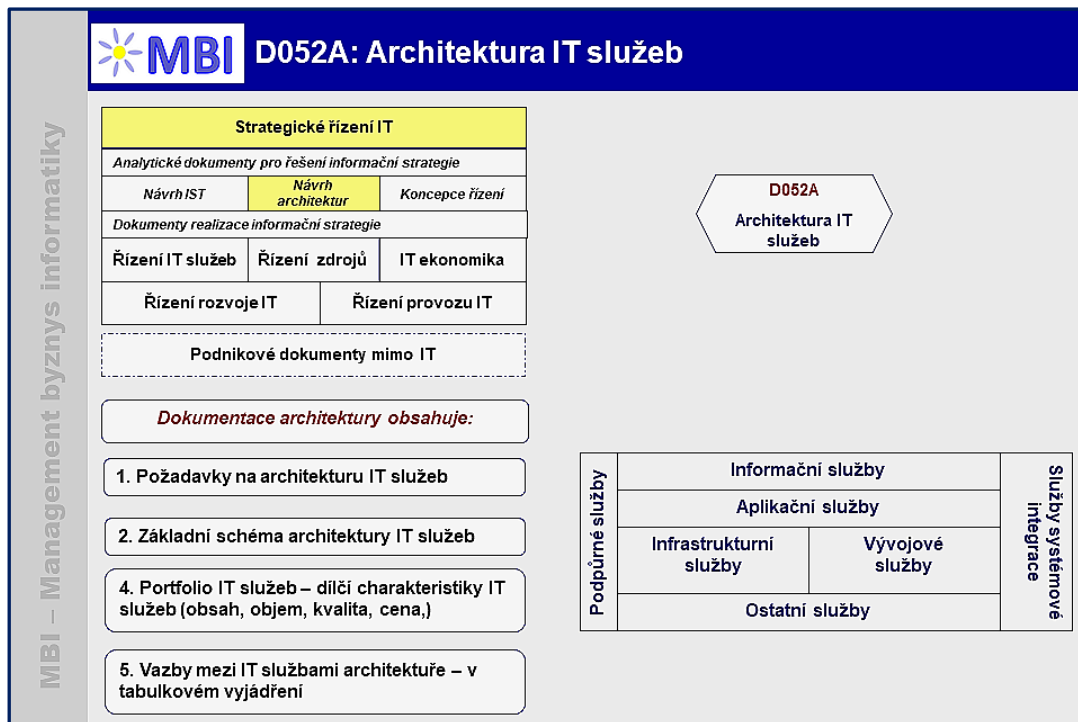 MBI
D052A: Architektura IT služeb
MBI – Management byznys informatiky
Strategické řízení IT
Analytické dokumenty pro řešení informační strategie
Návrh IST
Návrh
architektur
Koncepce řízení
Dokumenty realizace informační strategie
Řízení IT služeb
Řízení zdrojů
IT ekonomika
Řízení rozvoje IT
Řízení provozu IT
Podnikové dokumenty mimo IT
Dokumentace architektury obsahuje:
1. Požadavky na architekturu IT služeb
2. Základní schéma architektury IT služeb
4. Portfolio IT služeb – dílčí charakteristiky IT
služeb (obsah, objem, kvalita, cena,)
5. Vazby mezi IT službami architektuře – v
tabulkovém vyjádření
D052A
Architektura IT
služeb
Podpůrné služby
Informační služby
Aplikační služby
Infrastrukturní
služby
Vývojové
služby
Ostatní služby
Služby systémové
integrace